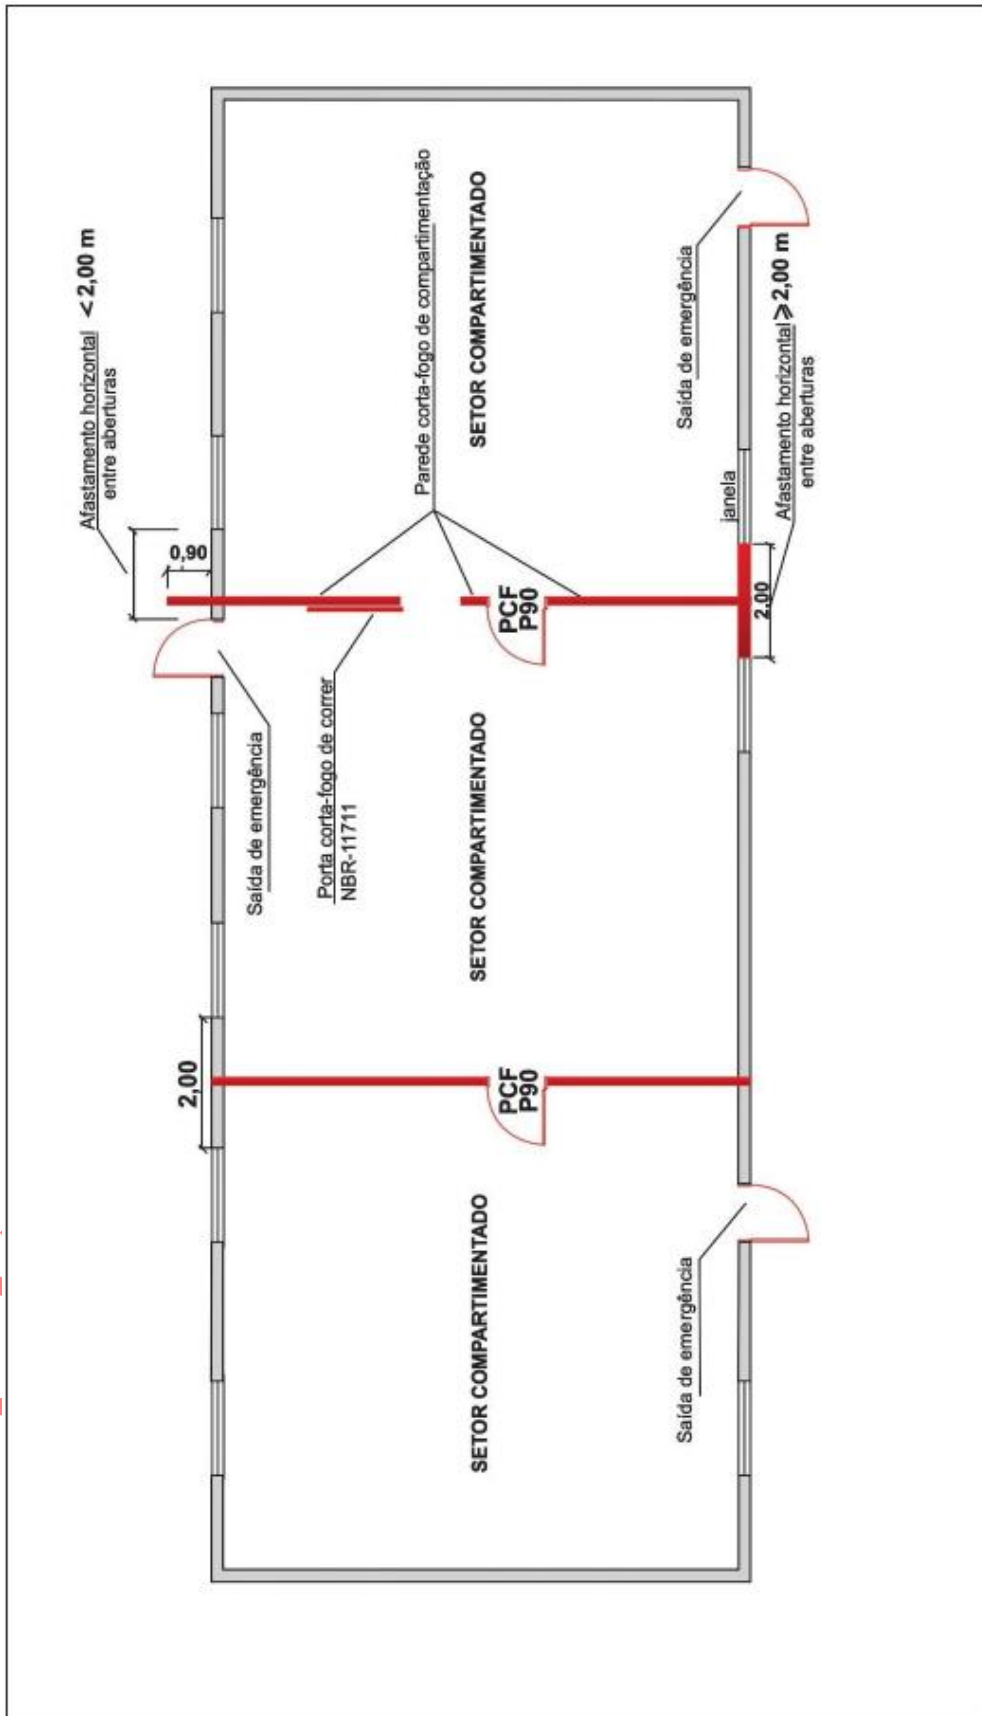 Afastamento horizontal < 2,00 m
entre aberturas
0,90
2,00
Saída de emergência
Porta corta-fogo de correr
NBR-11711
Parede corta-fogo de compartimentação
SETOR COMPARTIMENTADO
SETOR COMPARTIMENTADO
SETOR COMPARTIMENTADO
PCF
P90
PCF
P90
Saída de emergência
Saída de emergência
janela
2,00
Afastamento horizontal ⩾ 2,00 m
entre aberturas